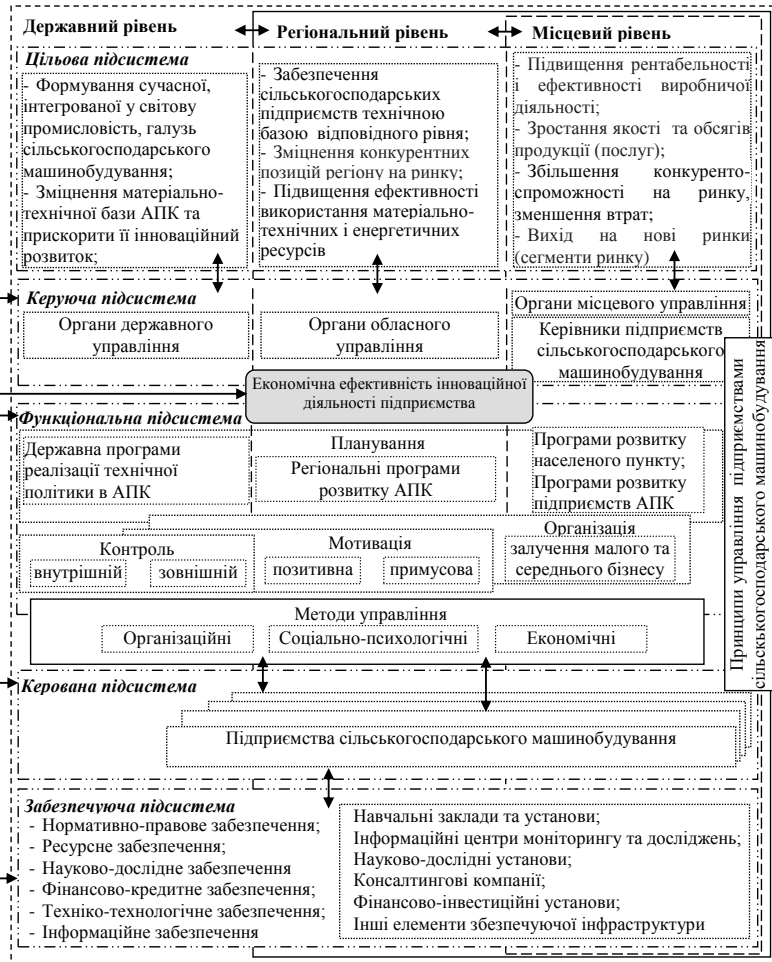 Державний рівень
Регіональний рівень
Місцевий рівень
Цільова підсистема
- Формування сучасної,
інтегрованої у світову
промисловість, галузь
сільськогосподарського
машинобудування;
- Зміцнення матеріально-
технічної бази АПК та
прискорити її інноваційний
розвиток;
- Забезпечення
сільськогосподарських
підприємств технічною
базою відповідного рівня;
- Зміцнення конкурентних
позицій регіону на ринку;
- Підвищення ефективності
використання матеріально-
технічних і енергетичних
ресурсів
- Підвищення рентабельності
і ефективності виробничої
діяльності;
- Зростання якості та обсягів
продукції (послуг);
- Збільшення конкуренто-
спроможності на ринку,
зменшення втрат;
- Вихід на нові ринки
(сегменти ринку)
Керуюча підсистема
Органи державного
управління
Органи обласного
управління
Органи місцевого управління
Керівники підприємств
сільськогосподарського
машинобудування
Економічна ефективність інноваційної
діяльності підприємства
Функціональна підсистема
Державна програми
реалізації технічної
політики в АПК
Планування
Регіональні програми
розвитку АПК
Програми розвитку
населеного пункту;
Програми розвитку
підприємств АПК
Контроль
внутрішній
зовнішній
Мотивація
позитивна
примусова
Організація
залучення малого та
середнього бізнесу
Методи управління
Організаційні
Соціально-психологічні
Економічні
Принципи управління підприємствами
сільськогосподарського машинобудування
Керована підсистема
Підприємства сільського­сподарського машинобудування
Забезпечуюча підсистема
- Нормативно-правове забезпечення;
- Ресурсне забезпечення;
- Науково-дослідне забезпечення
- Фінансово-кредитне забезпечення;
- Техніко-технологічне забезпечення;
- Інформаційне забезпечення
Навчальні заклади та установи;
Інформаційні центри моніторингу та досліджень;
Науково-дослідні установи;
Консалтингові компанії;
Фінансово-інвестиційні установи;
Інші елементи збезпечуючої інфраструктури